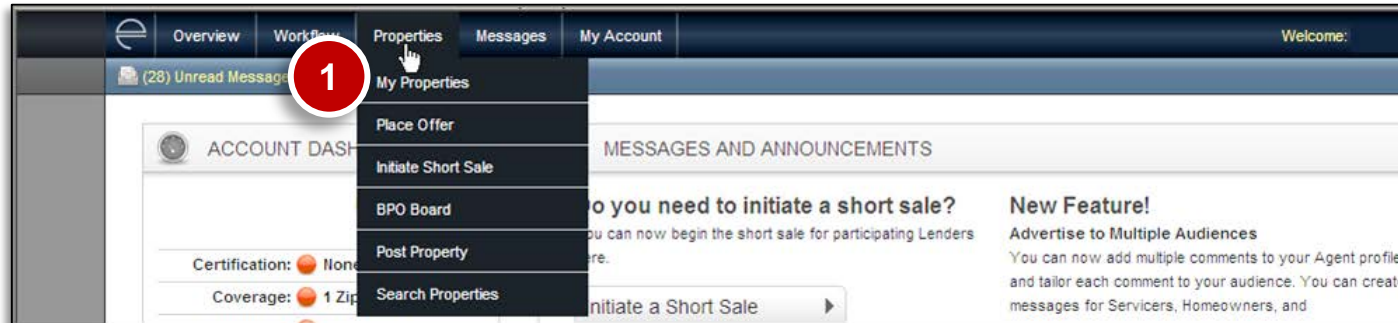 Overview Workflow Properties Messages My Account Welcome:
(28) Unread Message
1
My Properties
Place Offer
Initiate Short Sale
BPO Board
Post Property
Search Properties
ACCOUNT DASH
Certification: None
Coverage: 1 Zip
MESSAGES AND ANNOUNCEMENTS
o you need to initiate a short sale?
ou can now begin the short sale for participating Lenders
ere.
nitiate a Short Sale
New Feature!
Advertise to Multiple Audiences
You can now add multiple comments to your Agent profile
and tailor each comment to your audience. You can creat
messages for Servicers, Homeowners, and